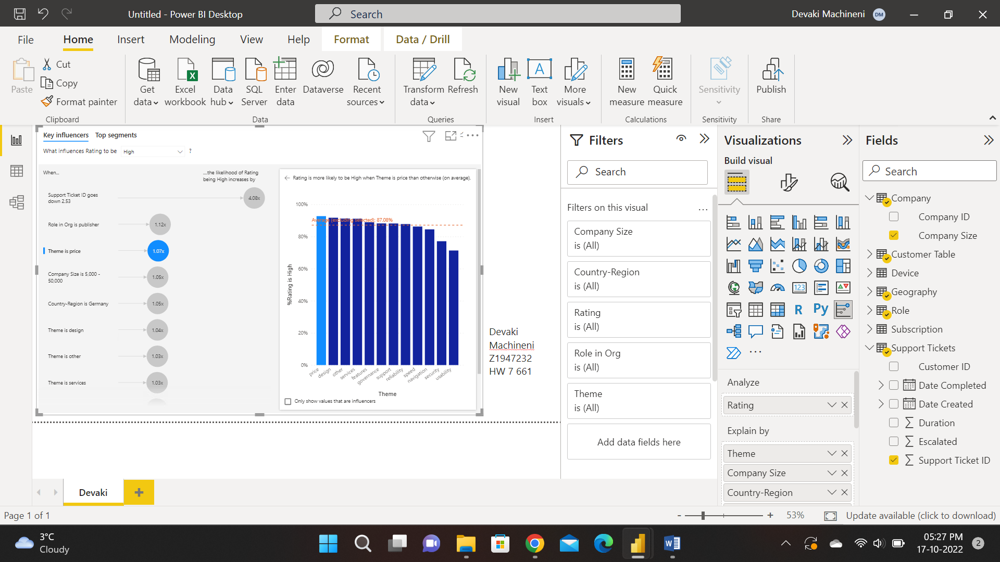 Untitled - Power BI Desktop
Search
Devaki Machineni
DM
File
Home
Insert
Modeling
View
Help
Format
Data / Drill
Paste
Cut
Copy
Format painter
Clipboard
Get data
Excel workbook
Data hub
SQL Server
Enter data
Dataverse
Recent sources
Data
Transform data
Refresh
Queries
New visual
Text box
More visuals
Insert
New measure
Quick measure
Calculations
Sensitivity
Sensitivity
Publish
Share
Key influencers
Top segments
What influences Rating to be
High
?
When...
....the likelihood of Rating
being High increases by
Support Ticket ID goes
down 2.53
4.08x
Role in Org is publisher
1.12x
Theme is price
1.07x
Company Size is 5,000 -
50,000
1.05x
Country-Region is Germany
1.05x
Theme is design
1.04x
Theme is other
1.03x
Theme is services
1.03x
Rating is more likely to be High when Theme is price than otherwise (on average).
100%
Average (excluding selected): 87.08%
80%
60%
40%
20%
0%
%Rating is High
price
design
other
services
features
governance
support
reliability
speed
navigation
security
usability
Theme
Only show values that are influencers
Devaki
Machineni
Z1947232
HW 7 661
Filters
Search
Filters on this visual
Company Size
is (All)
Country-Region
is (All)
Rating
is (All)
Role in Org
is (All)
Theme
is (All)
Add data fields here
Visualizations
Build visual
123
R
Py
Analyze
Rating
Explain by
Theme
Company Size
Country-Region
Fields
Search
Company
Company ID
Company Size
Customer Table
Device
Geography
Role
Subscription
Support Tickets
Customer ID
Date Completed
Date Created
Duration
Escalated
Support Ticket ID
Devaki
Page 1 of 1
53%
Update available (click to download)
3°C
Cloudy
05:27 PM
17-10-2022
2